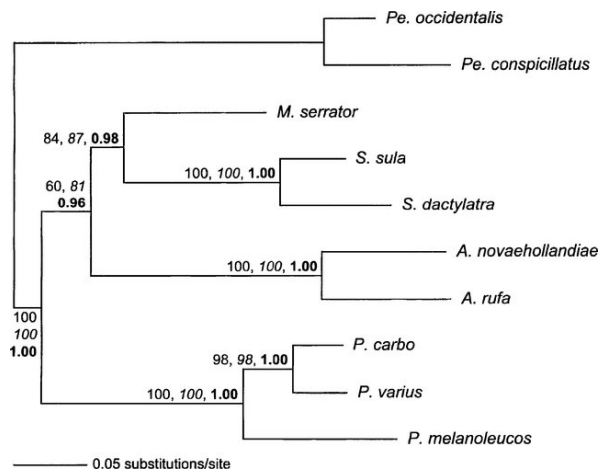 Pe. occidentalis
Pe. conspicillatus
M. serrator
84, 87, 0.98
S. sula
100, 100, 1.00
60, 81
0.96
S. dactylatra
A. novaehollandiae
100, 100, 1.00
A. rufa
100
100
1.00
P. carbo
98, 98, 1.00
P. varius
100, 100, 1.00
P. melanoleucos
0.05 substitutions/site